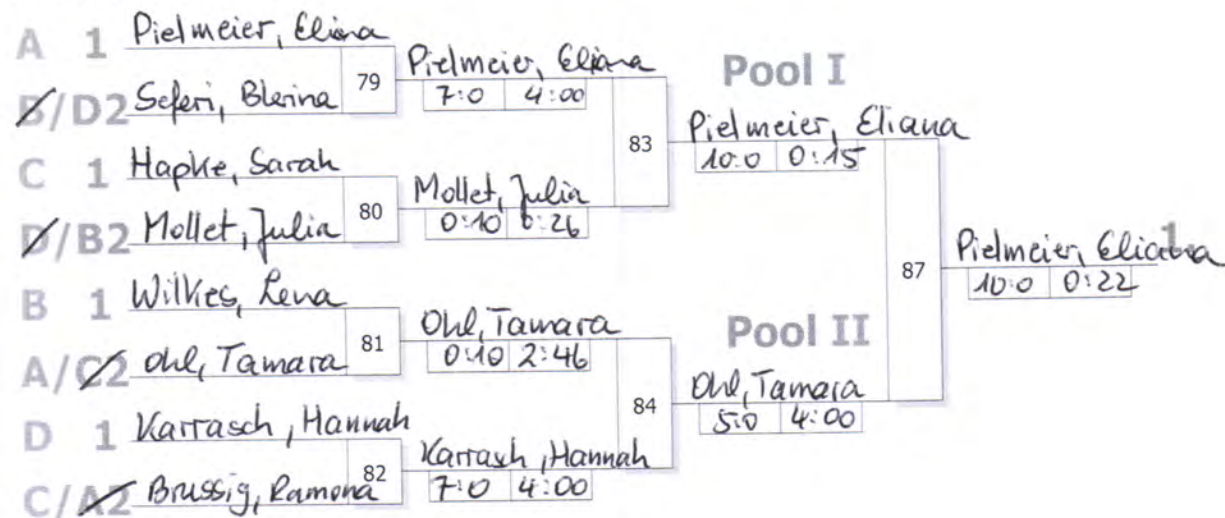 A 1 Pielmeier, Eliana
79 Pielmeier, Eliana
7:0 4:00
B/D2 Seferi, Blerina
Pool I
83 Pielmeier, Eliana
10:0 0:15
C 1 Hapke, Sarah
80 Mollet, Julia
0:10 0:26
D/B2 Mollet, Julia
87 Pielmeier, Eliana 1.
10:0 0:22
B 1 Wilkes, Lena
81 Ohl, Tamara
0:10 2:46
A/C2 Ohl, Tamara
Pool II
84 Ohl, Tamara
5:0 4:00
D 1 Karrasch, Hannah
82 Karrasch, Hannah
7:0 4:00
C/A2 Brussig, Ramona